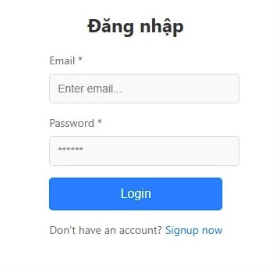 Đăng nhập
Email *
Enter email...
Password *
******
Login
Don't have an account? Signup now